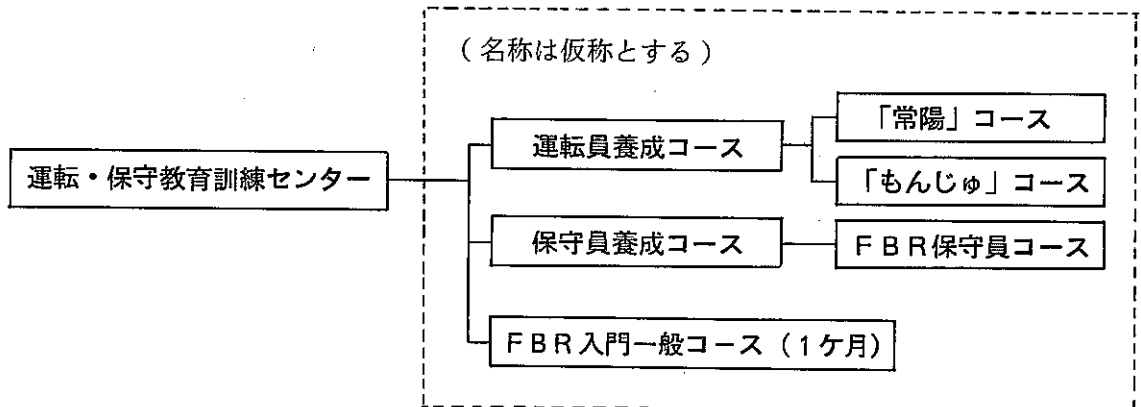 （名称は仮称とする）
運転・保守教育訓練センター
運転員養成コース
「常陽」コース
「もんじゅ」コース
保守員養成コース
ＦＢＲ保守員コース
ＦＢＲ入門一般コース（１ケ月）